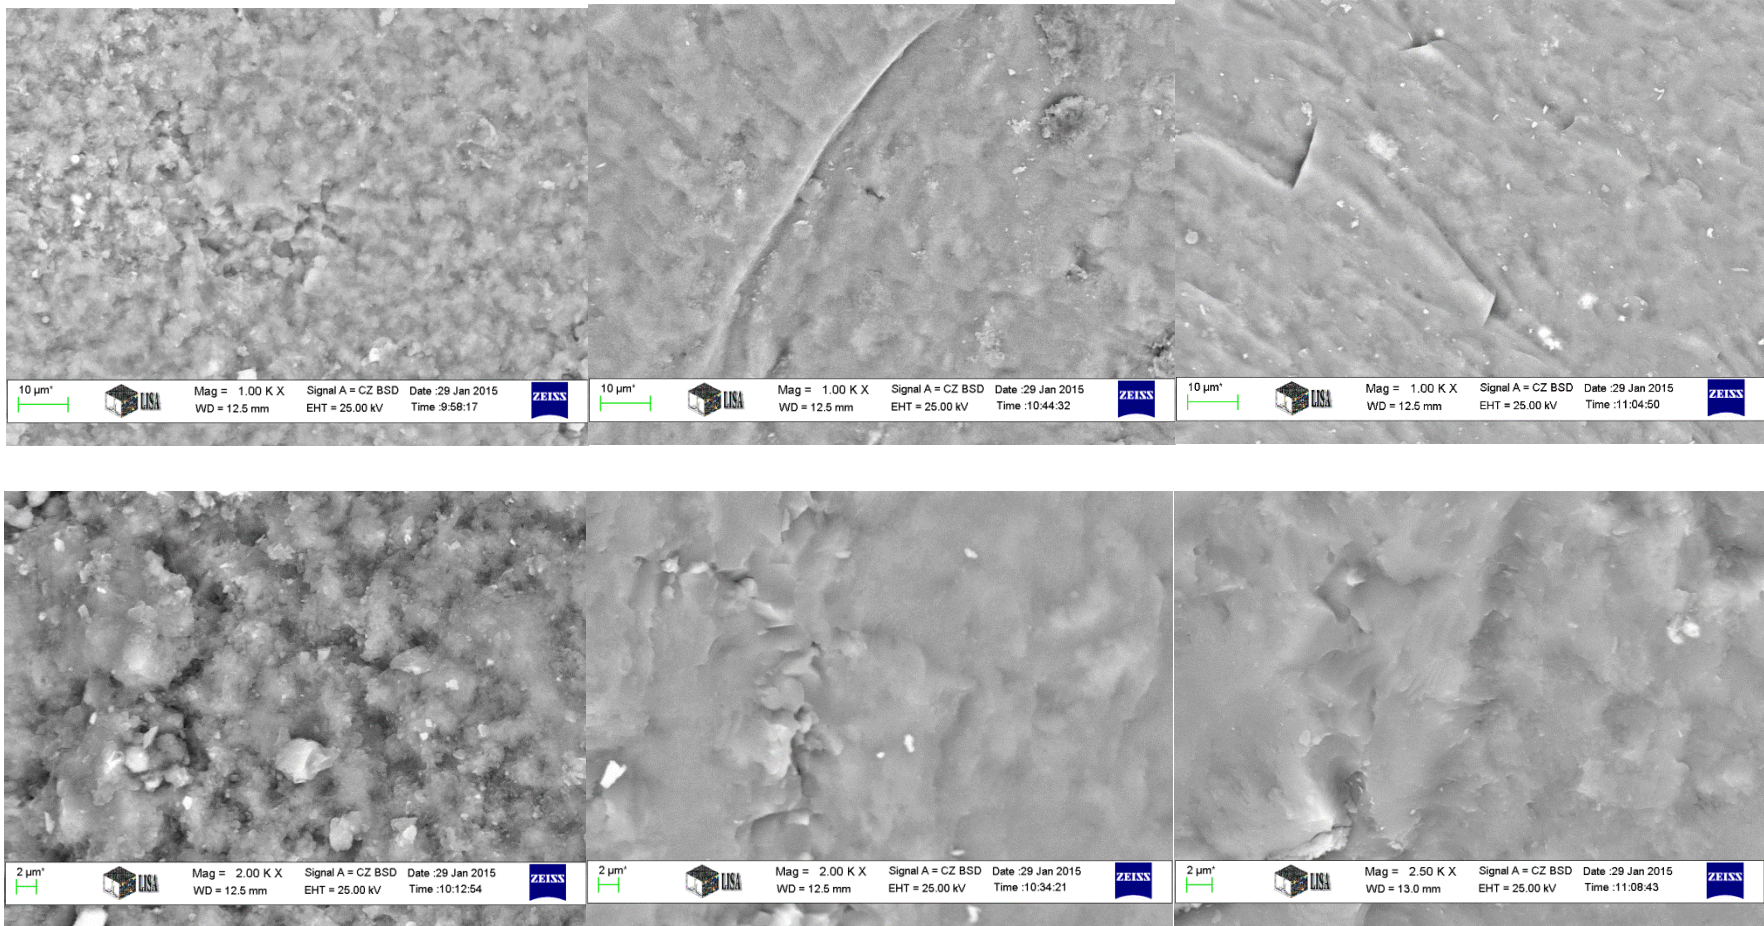 10 µm*
LISA
Mag = 1.00 K X
WD = 12.5 mm
Signal A = CZ BSD
EHT = 25.00 kV
Date :29 Jan 2015
Time :9:58:17
ZEISS
10 µm*
LISA
Mag = 1.00 K X
WD = 12.5 mm
Signal A = CZ BSD
EHT = 25.00 kV
Date :29 Jan 2015
Time :10:44:32
ZEISS
10 µm*
LISA
Mag = 1.00 K X
WD = 12.5 mm
Signal A = CZ BSD
EHT = 25.00 kV
Date :29 Jan 2015
Time :11:04:50
ZEISS
2 µm*
LISA
Mag = 2.00 K X
WD = 12.5 mm
Signal A = CZ BSD
EHT = 25.00 kV
Date :29 Jan 2015
Time :10:12:54
ZEISS
2 µm*
LISA
Mag = 2.00 K X
WD = 12.5 mm
Signal A = CZ BSD
EHT = 25.00 kV
Date :29 Jan 2015
Time :10:34:21
ZEISS
2 µm*
LISA
Mag = 2.50 K X
WD = 13.0 mm
Signal A = CZ BSD
EHT = 25.00 kV
Date :29 Jan 2015
Time :11:08:43
ZEISS